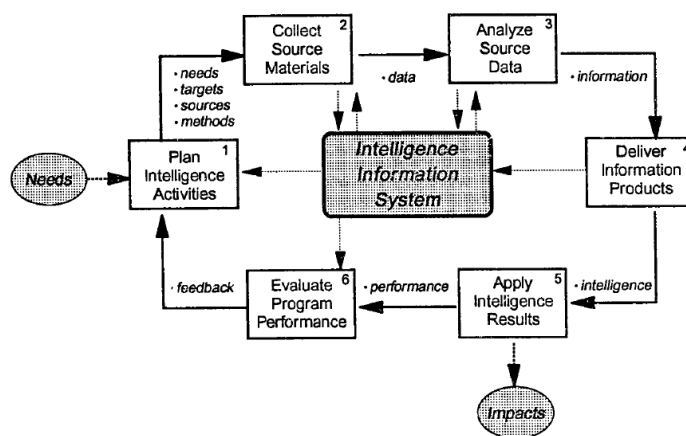 Collect 2
Source
Materials
Analyze 3
Source
Data
· needs
· targets
· sources
· methods
· data
· information
Plan 1
Intelligence
Activities
Needs
Intelligence
Information
System
Deliver 4
Information
Products
· feedback
Evaluate 6
Program
Performance
· performance
Apply 5
Intelligence
Results
· intelligence
Impacts